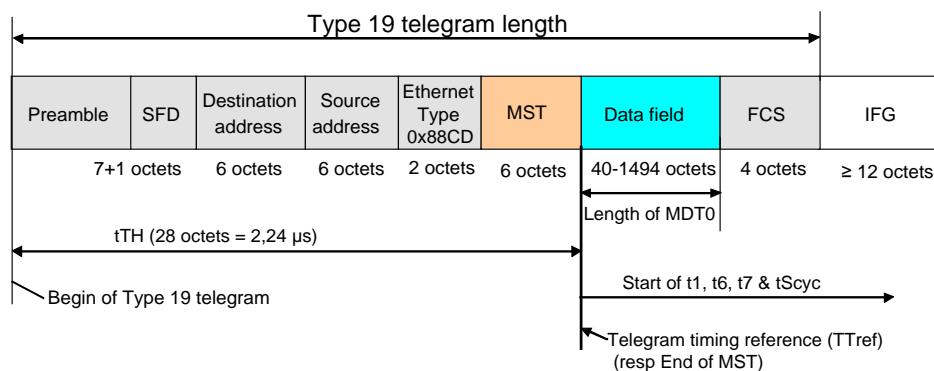 Type 19 telegram length
Preamble
SFD
Destination
address
Source
address
Ethernet
Type
0x88CD
MST
Data field
FCS
IFG
7+1 octets
6 octets
6 octets
2 octets
6 octets
40-1494 octets
4 octets
≥ 12 octets
Length of MDT0
tTH (28 octets = 2,24 µs)
Begin of Type 19 telegram
Start of t1, t6, t7 & tScyc
Telegram timing reference (TTref)
(resp End of MST)